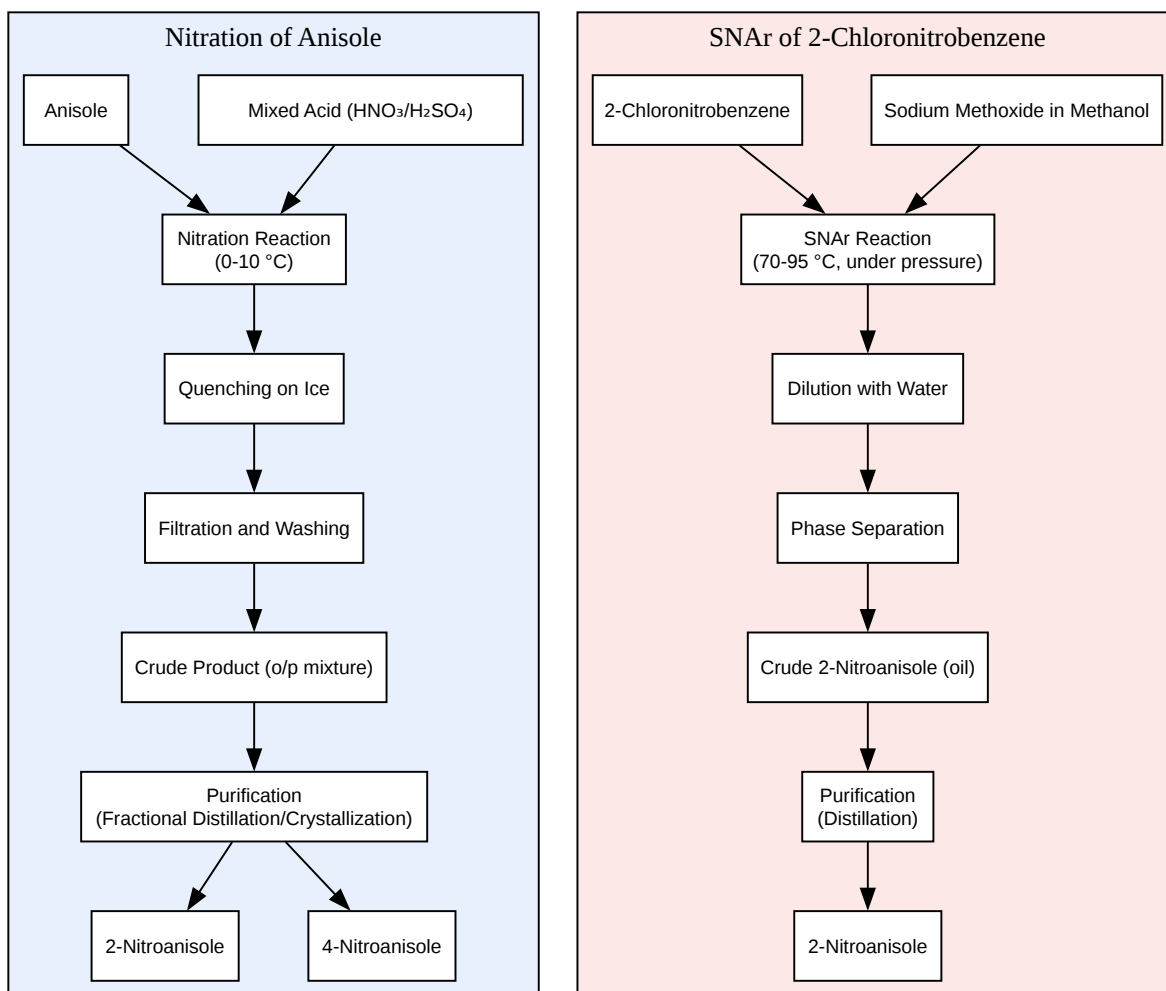 Nitration of Anisole
Anisole
Mixed Acid (HNO₃/H₂SO₄)
Nitration Reaction
(0-10 °C)
Quenching on Ice
Filtration and Washing
Crude Product (o/p mixture)
Purification
(Fractional Distillation/Crystallization)
2-Nitroanisole
4-Nitroanisole
SNAr of 2-Chloronitrobenzene
2-Chloronitrobenzene
Sodium Methoxide in Methanol
SNAr Reaction
(70-95 °C, under pressure)
Dilution with Water
Phase Separation
Crude 2-Nitroanisole (oil)
Purification
(Distillation)
2-Nitroanisole